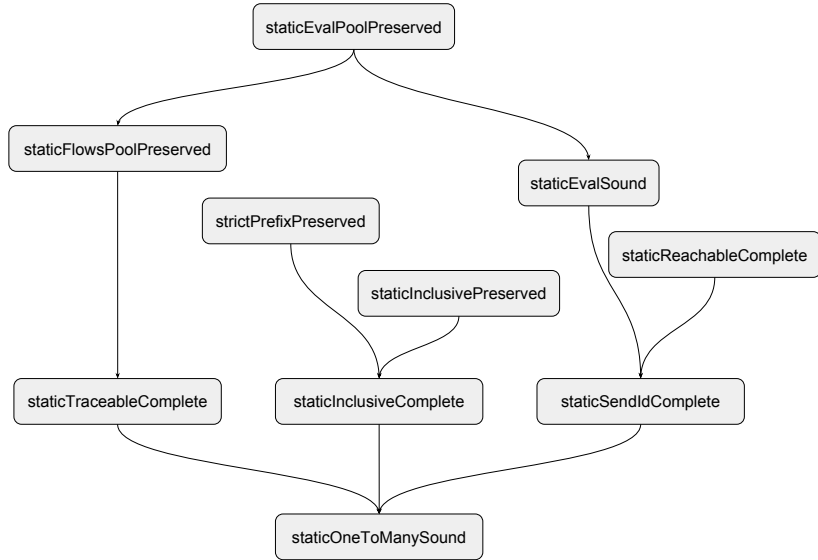 staticEvalPoolPreserved
staticFlowsPoolPreserved
staticEvalSound
strictPrefixPreserved
staticReachableComplete
staticInclusivePreserved
staticTraceableComplete
staticInclusiveComplete
staticSendIdComplete
staticOneToManySound